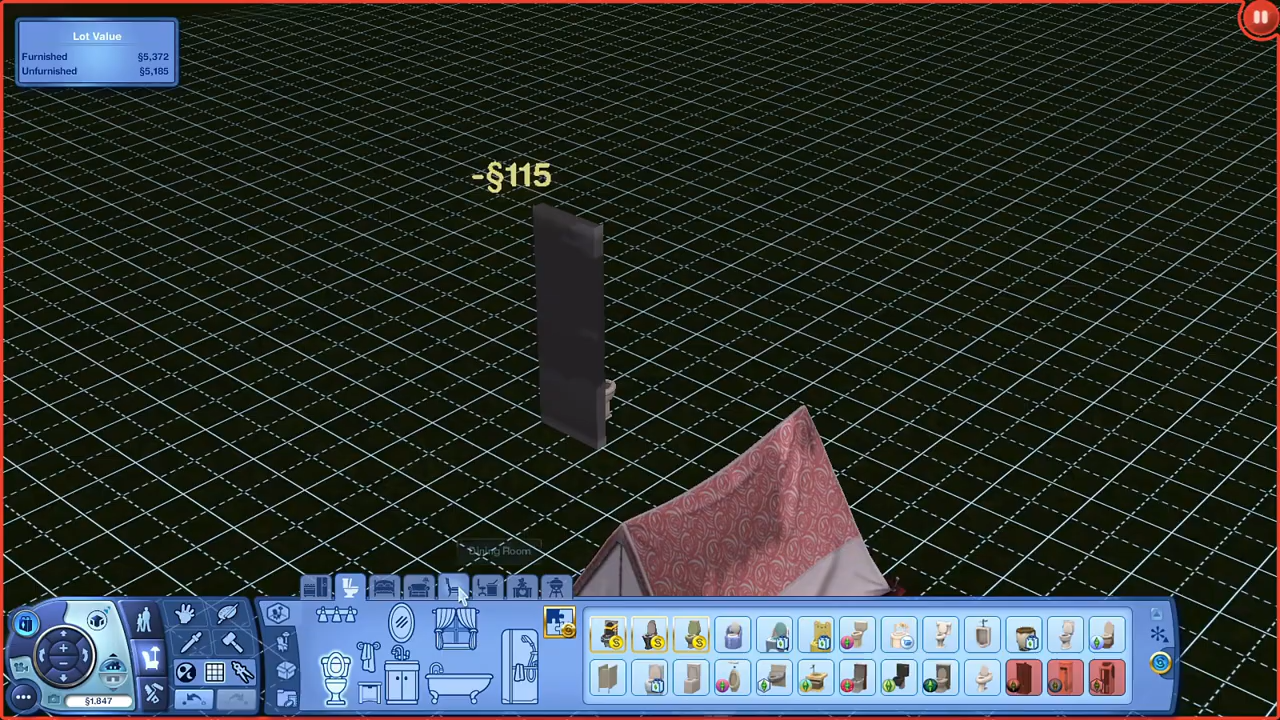 Lot Value
Furnished §5,372
Unfurnished §5,185
-§115
Dining Room
§1.847